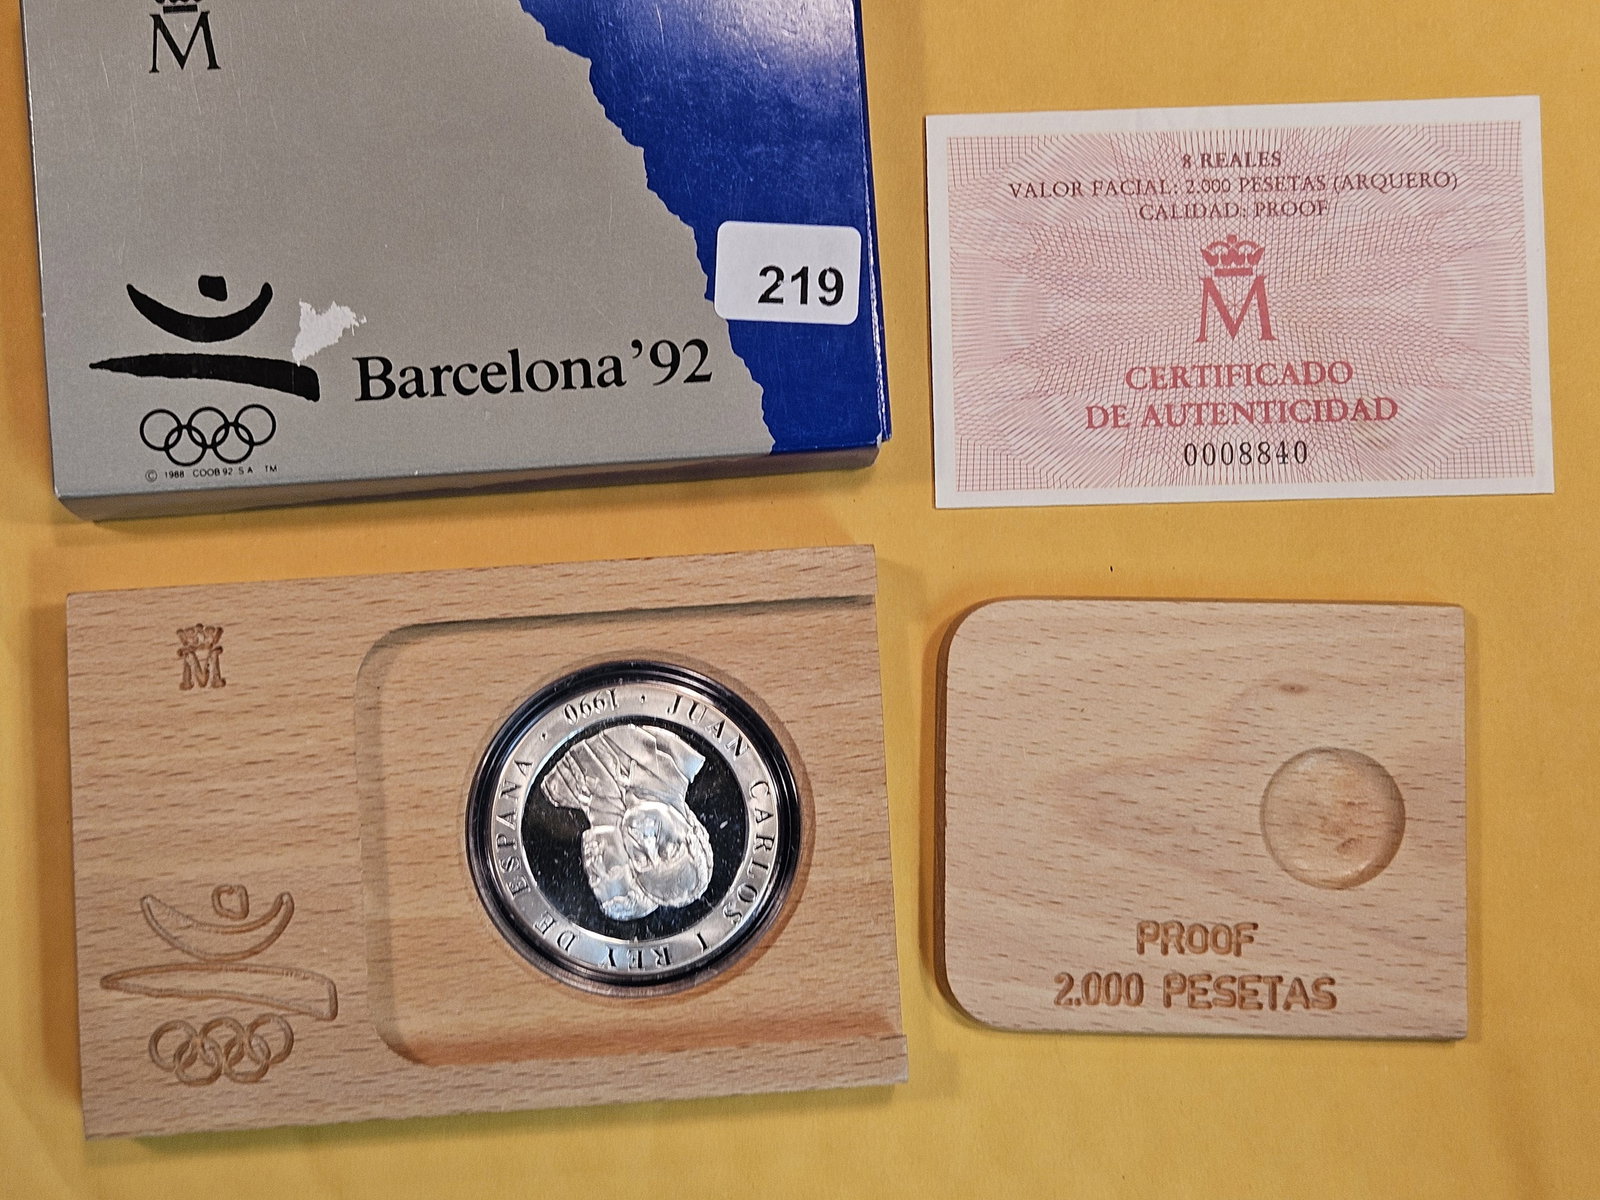 M
219
Barcelona '92
© 1988 COOB 92 S A TM
8 REALES
VALOR FACIAL: 2.000 PESETAS (ARQUERO)
CALIDAD: PROOF
M
CERTIFICADO
DE AUTENTICIDAD
0008840
M
JUAN CARLOS I REY DE ESPAÑA · 1990 ·
PROOF
2.000 PESETAS